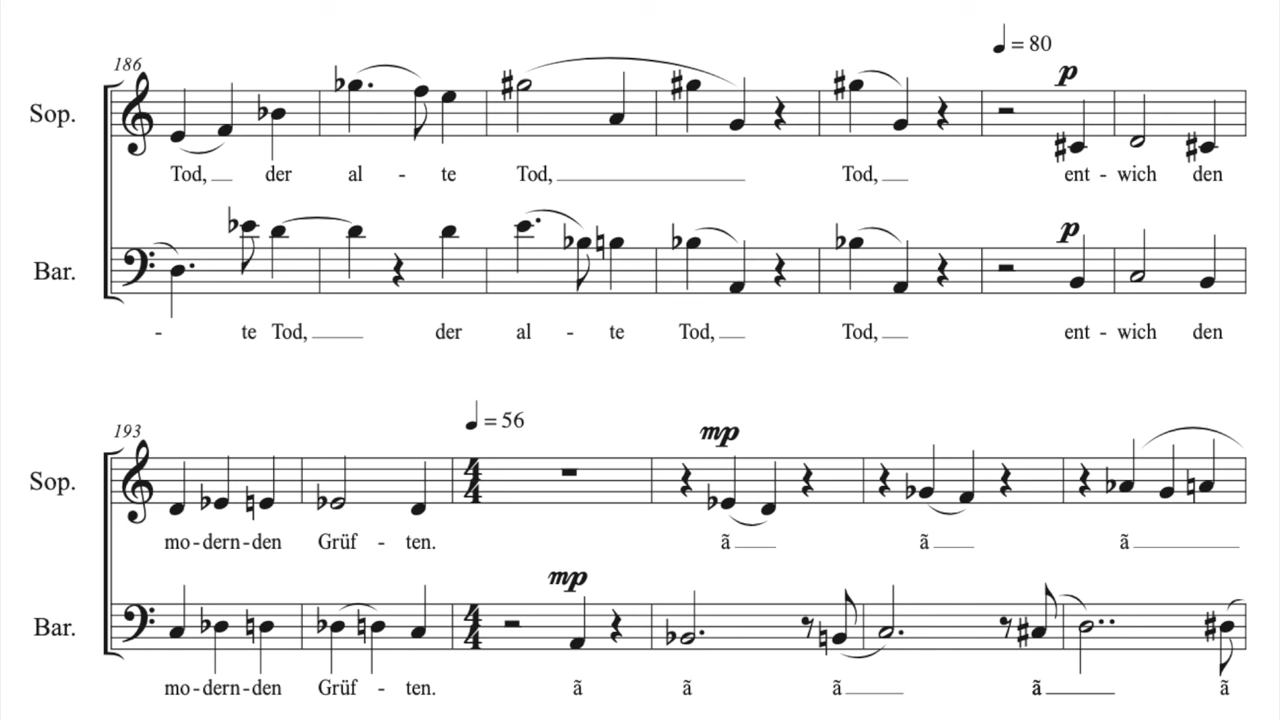 ♩ = 80
186
p
Sop.
Tod, der al - te Tod, Tod, ent - wich den
p
Bar.
- te Tod, der al - te Tod, Tod, ent - wich den
♩ = 56
193
mp
Sop.
mo - dern - den Grüf - ten. ã ã ã
mp
Bar.
mo - dern - den Grüf - ten. ã ã ã ã ã